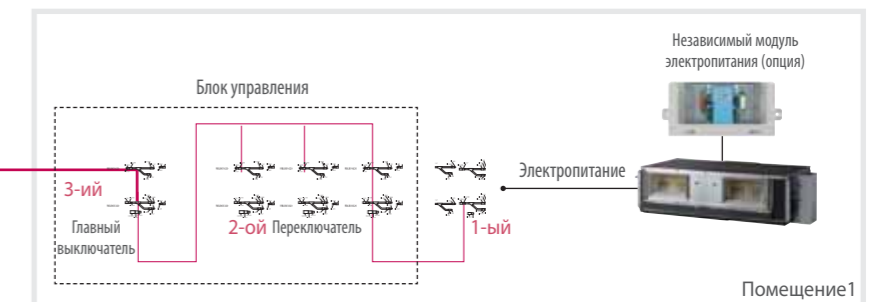 Независимый модуль
электропитания (опция)
Блок управления
Электропитание
3-ий
Главный
выключатель
2-ой
Переключатель
1-ый
Помещение1